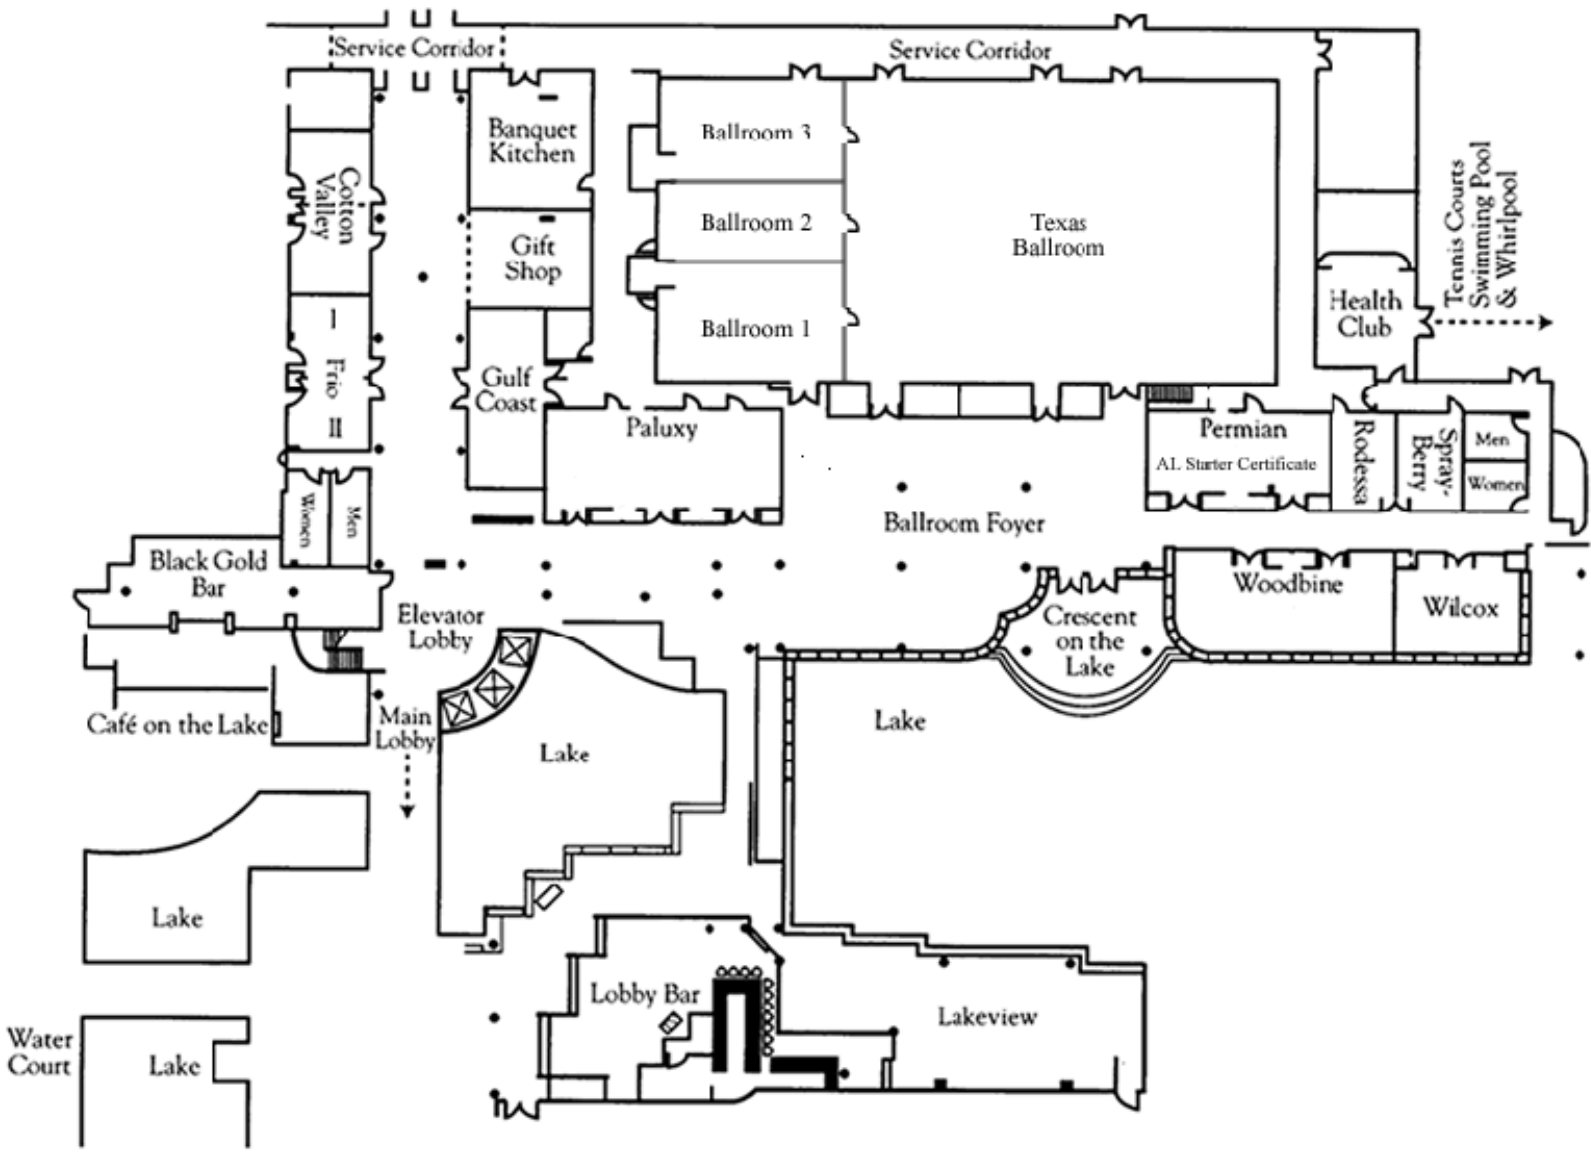 Service Corridor
Service Corridor
Banquet
Kitchen
Ballroom 3
Cotton
Valley
Gift
Shop
Ballroom 2
Texas
Ballroom
Tennis Courts
Swimming Pool
& Whirlpool
Health
Club
I
Frio
II
Ballroom 1
Gulf
Coast
Paluxy
Permian
AL Starter Certificate
Rodessa
Spray-
Berry
Men
Women
Women
Men
Ballroom Foyer
Black Gold
Bar
Elevator
Lobby
Woodbine
Wilcox
Crescent
on the
Lake
Café on the Lake
Main
Lobby
Lake
Lake
Lake
Lobby Bar
Lakeview
Water
Court
Lake